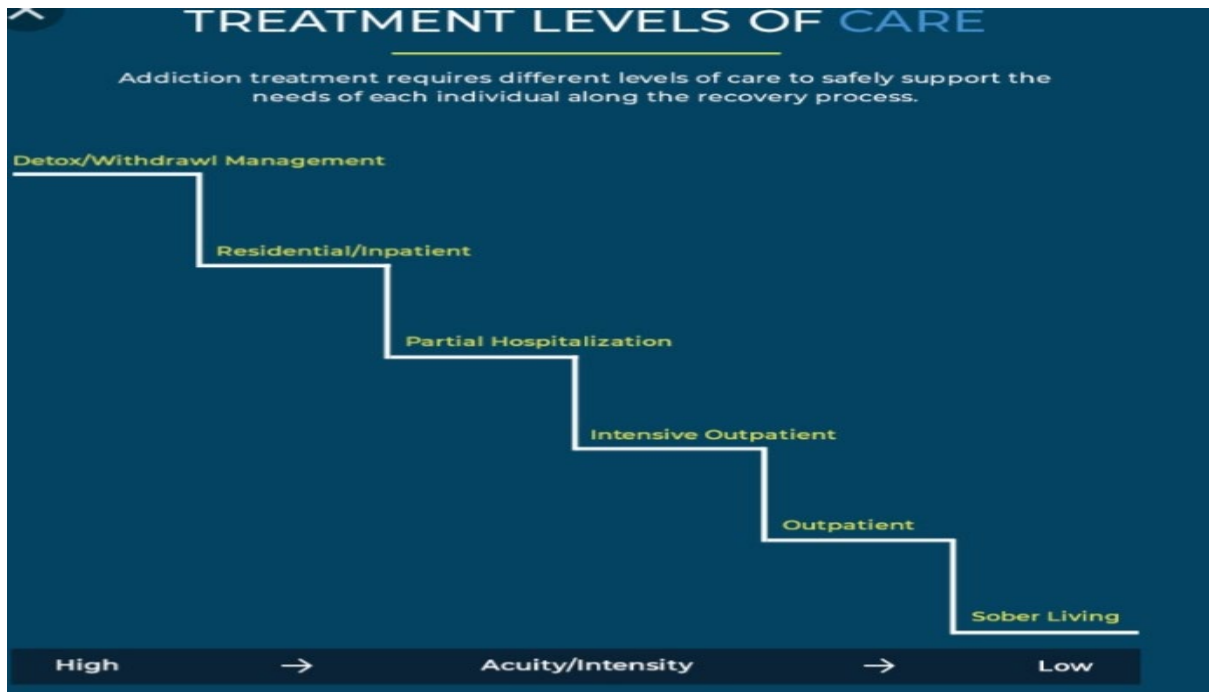 TREATMENT LEVELS OF CARE
Addiction treatment requires different levels of care to safely support the
needs of each individual along the recovery process.
Detox/Withdrawl Management
Residential/Inpatient
Partial Hospitalization
Intensive Outpatient
Outpatient
Sober Living
High → Acuity/Intensity → Low